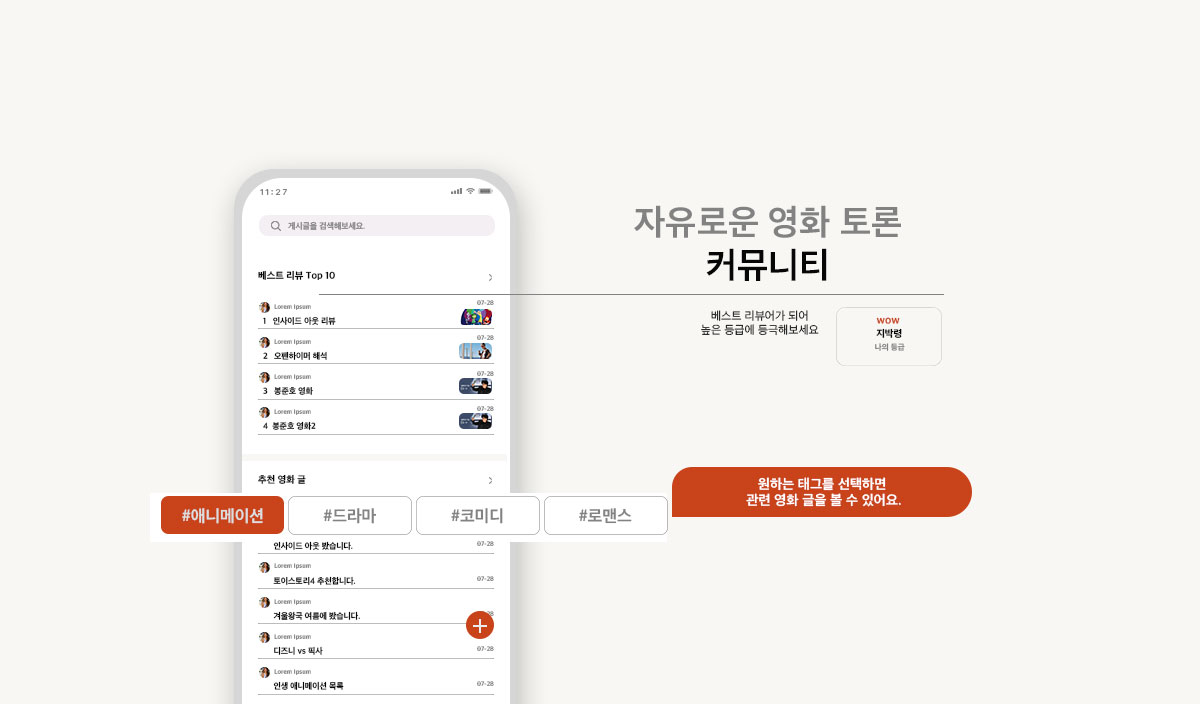 11:27
게시글을 검색해보세요.
베스트 리뷰 Top 10
Lorem Ipsum
07-28
1 인사이드 아웃 리뷰
Lorem Ipsum
07-28
2 오펜하이머 해석
Lorem Ipsum
07-28
3 봉준호 영화
Lorem Ipsum
07-28
4 봉준호 영화2
추천 영화 글
#애니메이션 #드라마 #코미디 #로맨스
인사이드 아웃 봤습니다. 07-28
Lorem Ipsum
토이스토리4 추천합니다. 07-28
Lorem Ipsum
겨울왕국 여름에 봤습니다. 28
Lorem Ipsum
디즈니 vs 픽사 07-28
Lorem Ipsum
인생 애니메이션 목록 07-28
자유로운 영화 토론
커뮤니티
베스트 리뷰어가 되어
높은 등급에 등극해보세요
WOW
지박령
나의 등급
원하는 태그를 선택하면
관련 영화 글을 볼 수 있어요.